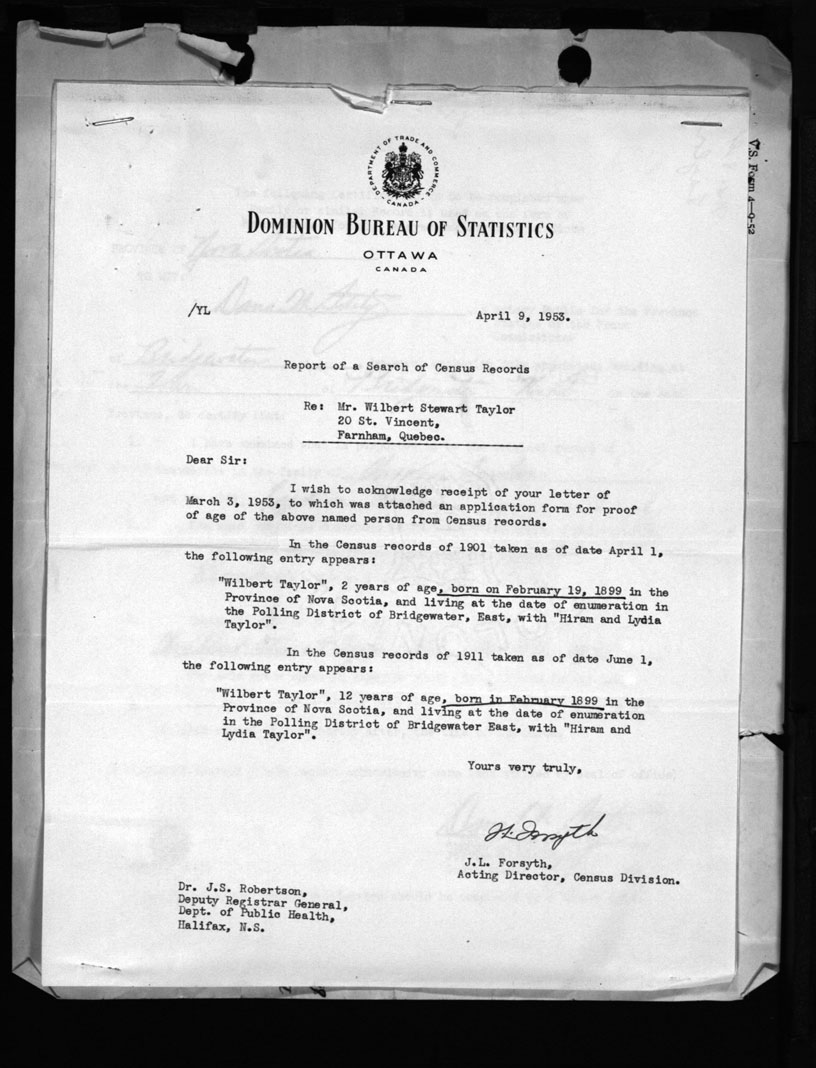 DEPARTMENT OF TRADE AND COMMERCE
CANADA
DOMINION BUREAU OF STATISTICS
OTTAWA
CANADA
V.S. Form 4—9-52
/YL
April 9, 1953.
Report of a Search of Census Records
Re: Mr. Wilbert Stewart Taylor
20 St. Vincent,
Farnham, Quebec.
Dear Sir:
I wish to acknowledge receipt of your letter of
March 3, 1953, to which was attached an application form for proof
of age of the above named person from Census records.
In the Census records of 1901 taken as of date April 1,
the following entry appears:
"Wilbert Taylor", 2 years of age, born on February 19, 1899 in the
Province of Nova Scotia, and living at the date of enumeration in
the Polling District of Bridgewater, East, with "Hiram and Lydia
Taylor".
In the Census records of 1911 taken as of date June 1,
the following entry appears:
"Wilbert Taylor", 12 years of age, born in February 1899 in the
Province of Nova Scotia, and living at the date of enumeration
in the Polling District of Bridgewater East, with "Hiram and
Lydia Taylor".
Yours very truly,
J.L. Forsyth
J.L. Forsyth,
Acting Director, Census Division.
Dr. J.S. Robertson,
Deputy Registrar General,
Dept. of Public Health,
Halifax, N.S.